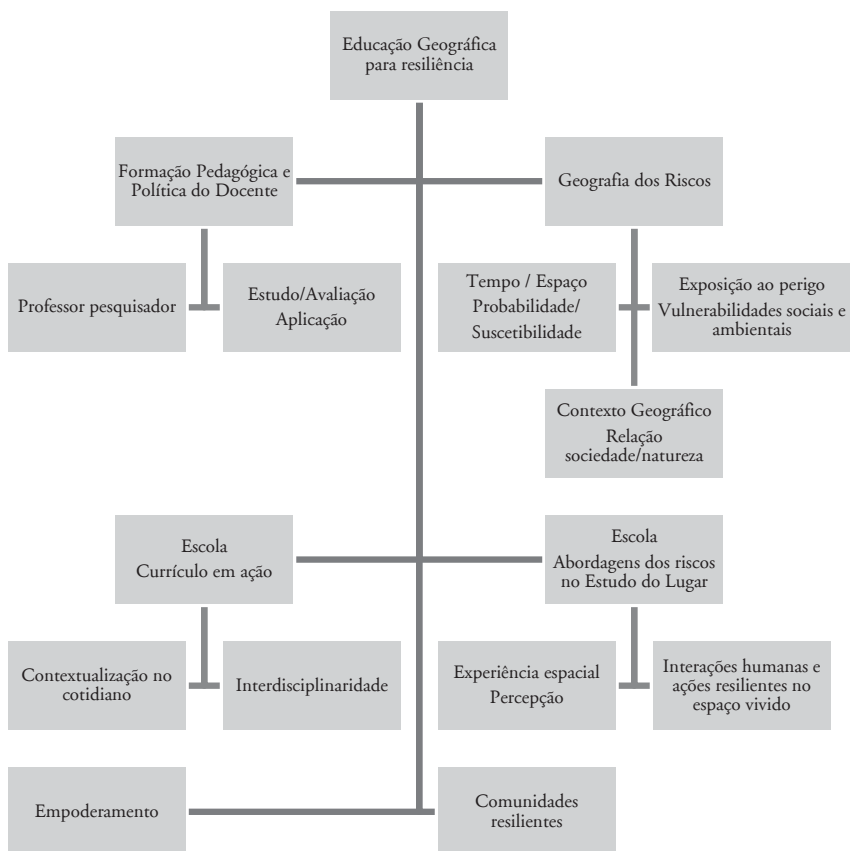 Educação Geográfica
para resiliência
Formação Pedagógica e
Política do Docente
Geografia dos Riscos
Professor pesquisador
Estudo/Avaliação
Aplicação
Tempo / Espaço
Probabilidade/
Suscetibilidade
Exposição ao perigo
Vulnerabilidades sociais e
ambientais
Contexto Geográfico
Relação
sociedade/natureza
Escola
Currículo em ação
Escola
Abordagens dos riscos
no Estudo do Lugar
Contextualização no
cotidiano
Interdisciplinaridade
Experiência espacial
Percepção
Interações humanas e
ações resilientes no
espaço vivido
Empoderamento
Comunidades
resilientes